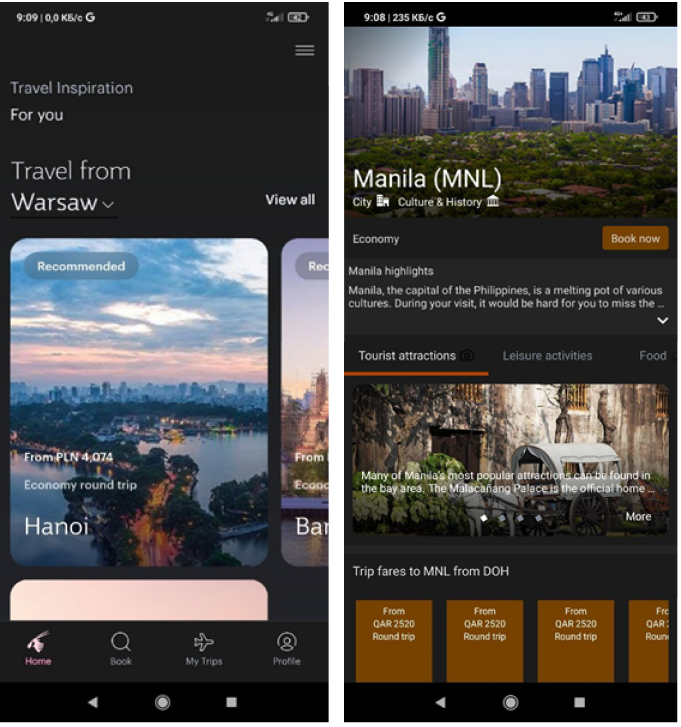 9:09 | 0,0 КБ/с G
42
Travel Inspiration
For you
Travel from
Warsaw
View all
Recommended
Rec
From PLN 4,074
Economy round trip
Hanoi
From
Econo
Bar
Home
Book
My Trips
Profile
9:08 | 235 КБ/с G
43
Manila (MNL)
City Culture & History
Economy
Book now
Manila highlights
Manila, the capital of the Philippines, is a melting pot of various
cultures. During your visit, it would be hard for you to miss the ...
Tourist attractions
Leisure activities
Food
Many of Manila's most popular attractions can be found in
the bay area. The Malacañang Palace is the official home ...
More
Trip fares to MNL from DOH
From
QAR 2520
Round trip
From
QAR 2520
Round trip
From
QAR 2520
Round trip
Fro
QAR
Roun